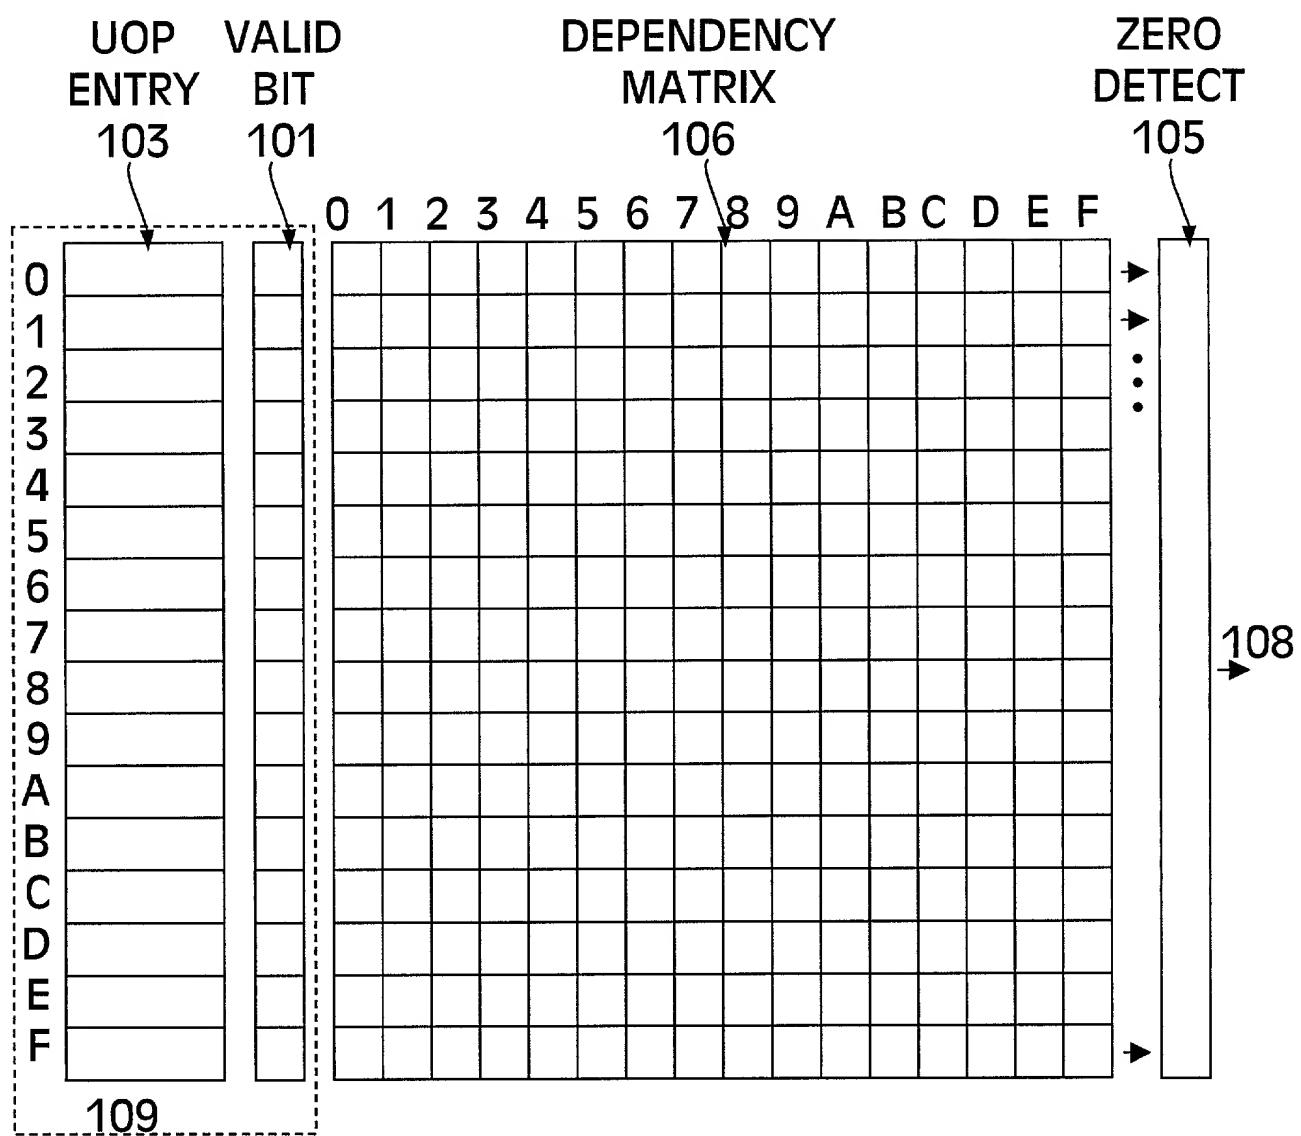 UOP ENTRY 103
VALID BIT 101
DEPENDENCY MATRIX 106
ZERO DETECT 105
0 1 2 3 4 5 6 7 8 9 A B C D E F
0
1
2
3
4
5
6
7
8
9
A
B
C
D
E
F
108
109